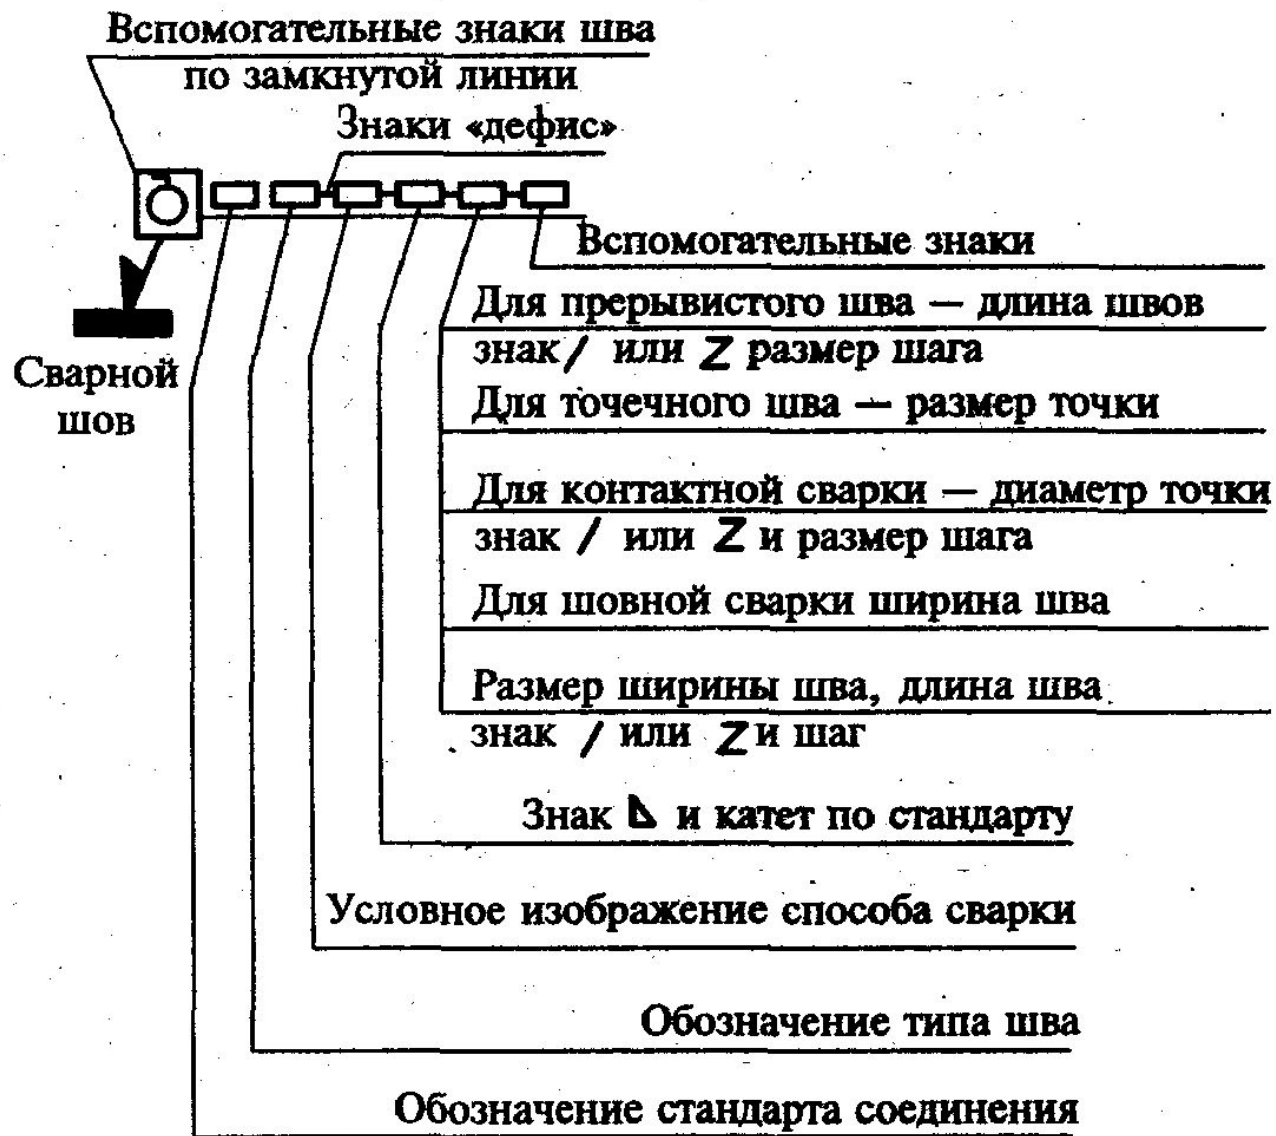 Вспомогательные знаки шва
по замкнутой линии
Знаки «дефис»
Вспомогательные знаки
Для прерывистого шва — длина швов
знак / или Z размер шага
Сварной
шов
Для точечного шва — размер точки
Для контактной сварки — диаметр точки
знак / или Z и размер шага
Для шовной сварки ширина шва
Размер ширины шва, длина шва
знак / или Z и шаг
Знак ⊿ и катет по стандарту
Условное изображение способа сварки
Обозначение типа шва
Обозначение стандарта соединения